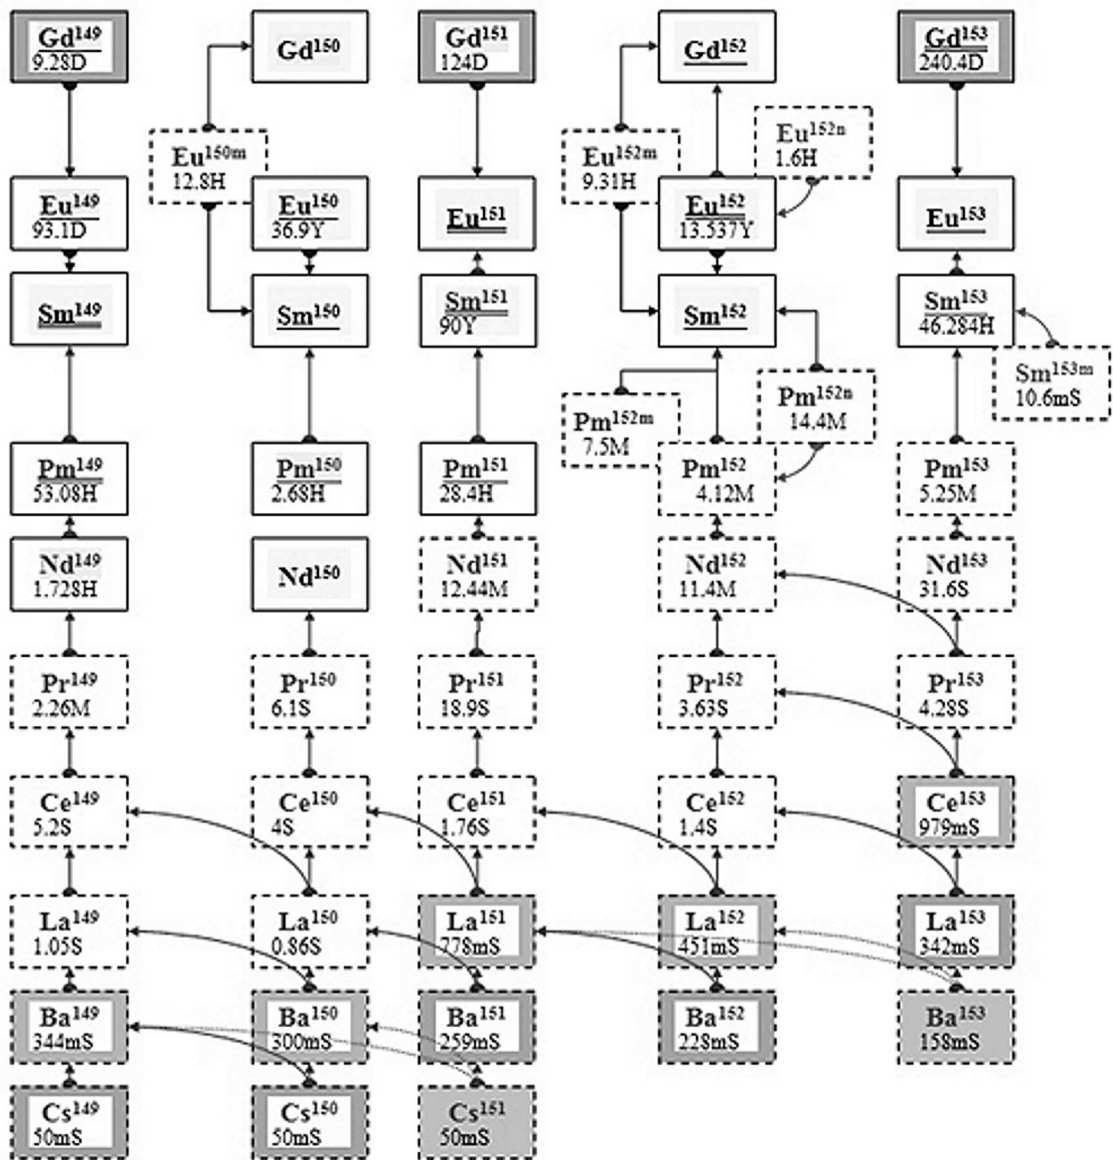 Gd¹⁴⁹
9.28D
Gd¹⁵⁰
Gd¹⁵¹
124D
Gd¹⁵²
Gd¹⁵³
240.4D
Eu¹⁵⁰ᵐ
12.8H
Eu¹⁵²ᵐ
9.31H
Eu¹⁵²ⁿ
1.6H
Eu¹⁴⁹
93.1D
Eu¹⁵⁰
36.9Y
Eu¹⁵¹
Eu¹⁵²
13.537Y
Eu¹⁵³
Sm¹⁴⁹
Sm¹⁵⁰
Sm¹⁵¹
90Y
Sm¹⁵²
Sm¹⁵³
46.284H
Sm¹⁵³ᵐ
10.6mS
Pm¹⁵²ᵐ
7.5M
Pm¹⁵²ⁿ
14.4M
Pm¹⁴⁹
53.08H
Pm¹⁵⁰
2.68H
Pm¹⁵¹
28.4H
Pm¹⁵²
4.12M
Pm¹⁵³
5.25M
Nd¹⁴⁹
1.728H
Nd¹⁵⁰
Nd¹⁵¹
12.44M
Nd¹⁵²
11.4M
Nd¹⁵³
31.6S
Pr¹⁴⁹
2.26M
Pr¹⁵⁰
6.1S
Pr¹⁵¹
18.9S
Pr¹⁵²
3.63S
Pr¹⁵³
4.28S
Ce¹⁴⁹
5.2S
Ce¹⁵⁰
4S
Ce¹⁵¹
1.76S
Ce¹⁵²
1.4S
Ce¹⁵³
979mS
La¹⁴⁹
1.05S
La¹⁵⁰
0.86S
La¹⁵¹
778mS
La¹⁵²
451mS
La¹⁵³
342mS
Ba¹⁴⁹
344mS
Ba¹⁵⁰
300mS
Ba¹⁵¹
259mS
Ba¹⁵²
228mS
Ba¹⁵³
158mS
Cs¹⁴⁹
50mS
Cs¹⁵⁰
50mS
Cs¹⁵¹
50mS